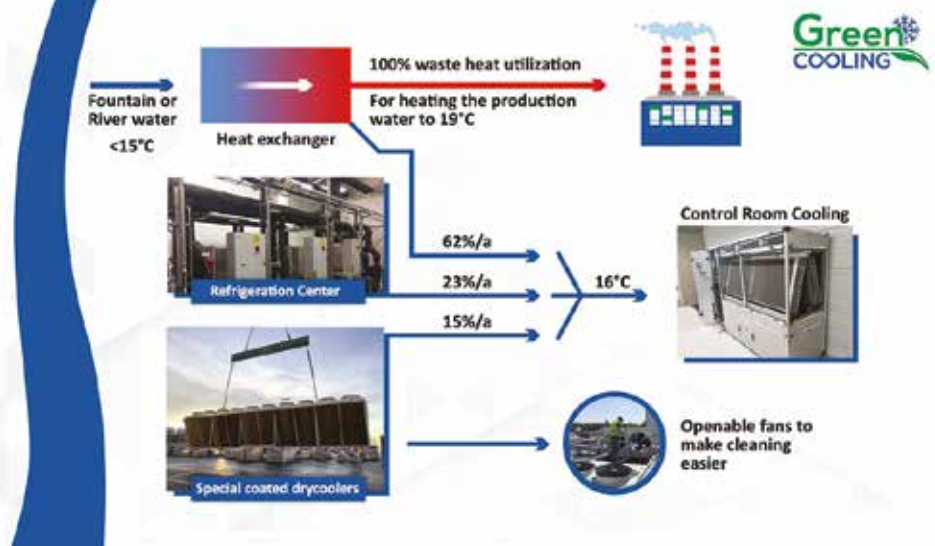 Green
COOLING
100% waste heat utilization
For heating the production
water to 19°C
Fountain or
River water
<15°C
Heat exchanger
Control Room Cooling
62%/a
23%/a
16°C
15%/a
Refrigeration Center
Openable fans to
make cleaning
easier
Special coated drycoolers